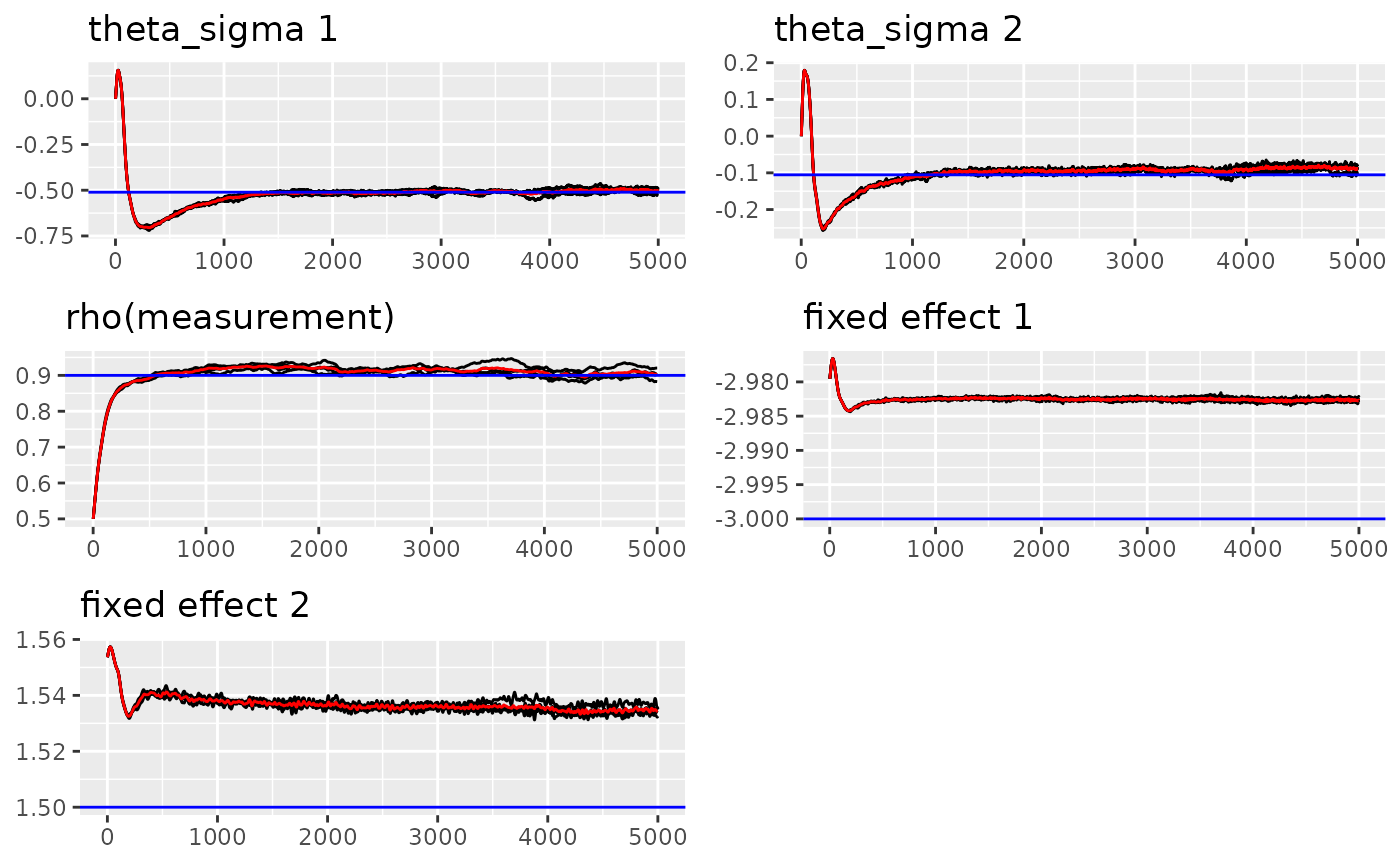 theta_sigma 1
0.00
-0.25
-0.50
-0.75
0 1000 2000 3000 4000 5000
theta_sigma 2
0.2
0.1
0.0
-0.1
-0.2
0 1000 2000 3000 4000 5000
rho(measurement)
0.9
0.8
0.7
0.6
0.5
0 1000 2000 3000 4000 5000
fixed effect 1
-2.980
-2.985
-2.990
-2.995
-3.000
0 1000 2000 3000 4000 5000
fixed effect 2
1.56
1.54
1.52
1.50
0 1000 2000 3000 4000 5000